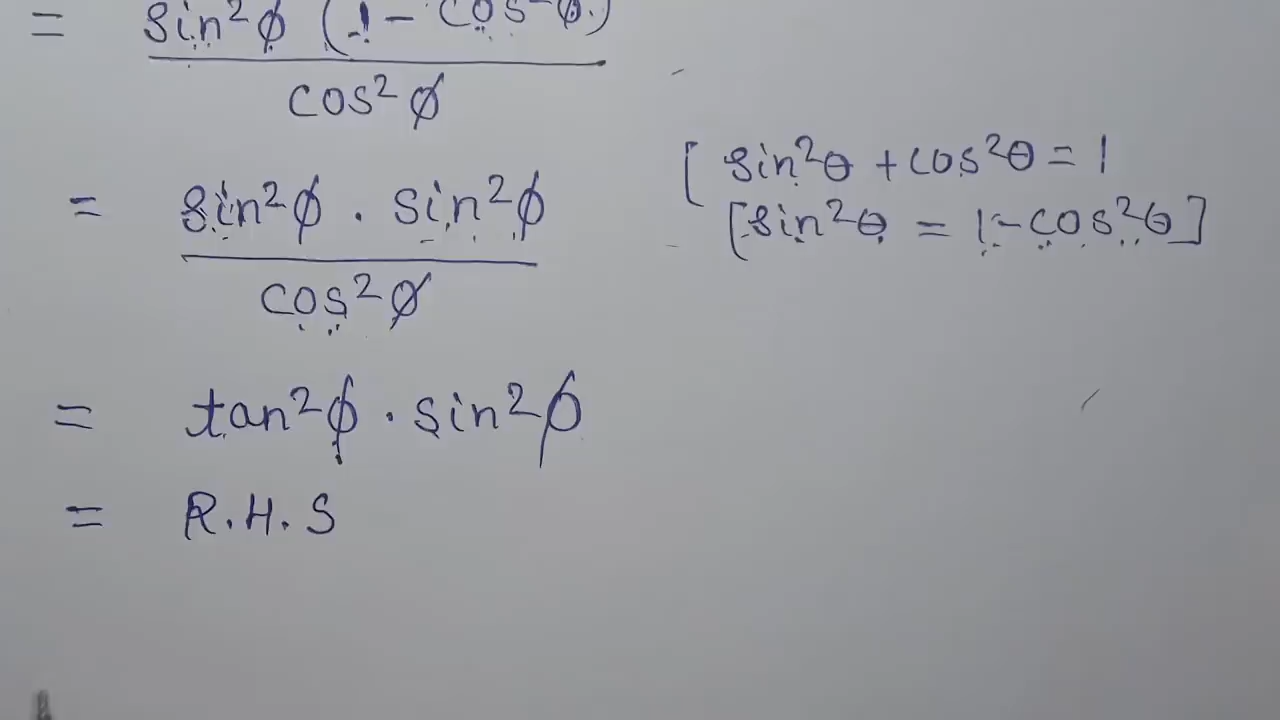 = sin²φ (1 - cos²φ)
cos²φ
= sin²φ . sin²φ
cos²φ
= tan²φ . sin²φ
= R.H.S
[ sin²θ + cos²θ = 1
[sin²θ = 1 - cos²θ]